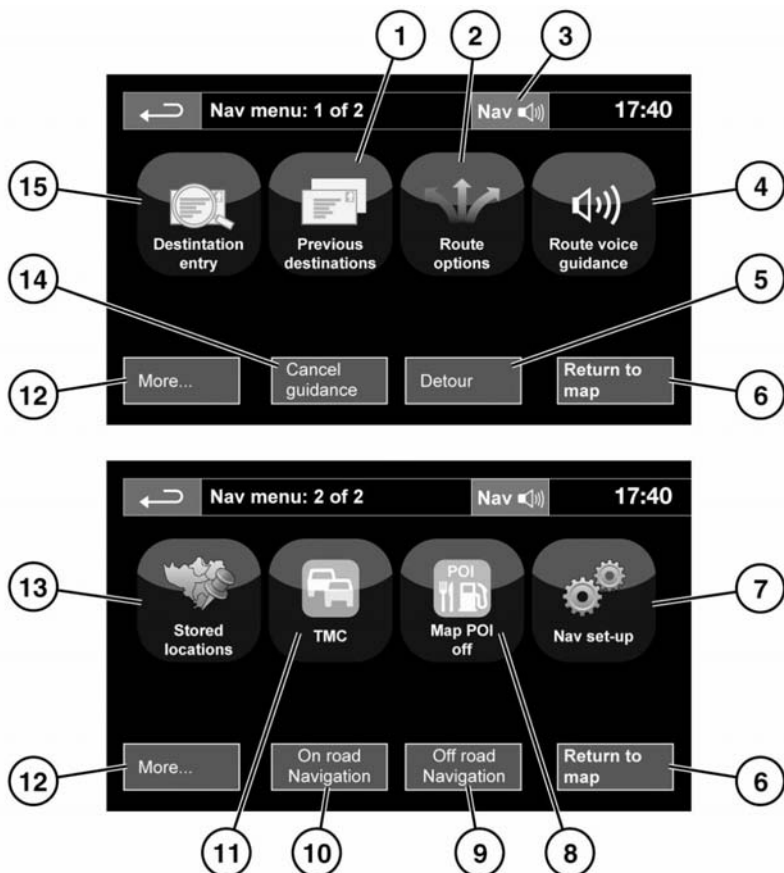 1 2 3
Nav menu: 1 of 2 Nav 17:40
15 4
Destintation
entry
Previous
destinations
Route
options
Route voice
guidance
14 5
More...
Cancel
guidance
Detour
Return to
map
12 6
Nav menu: 2 of 2 Nav 17:40
13 7
Stored
locations
TMC
POI
Map POI
off
Nav set-up
More...
On road
Navigation
Off road
Navigation
Return to
map
12 6
11 10 9 8